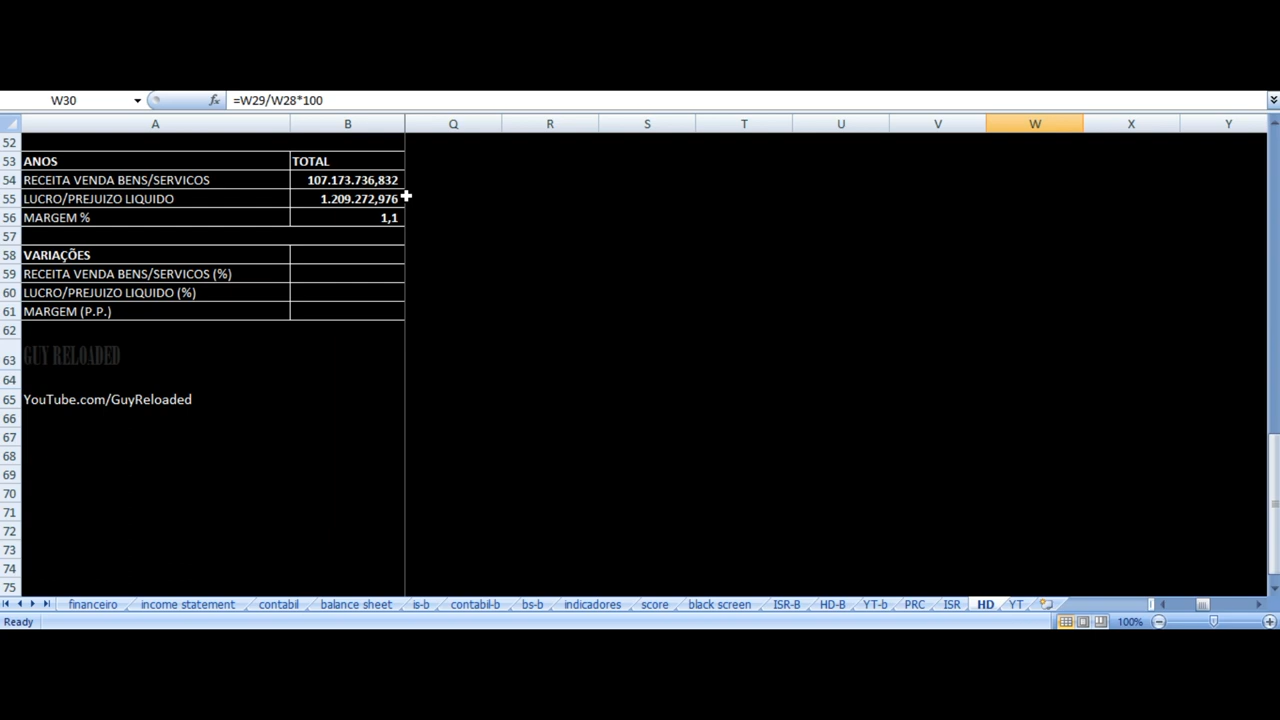 W30 fx =W29/W28*100
A B Q R S T U V W X Y
52
53 ANOS TOTAL
54 RECEITA VENDA BENS/SERVICOS 107.173.736,832
55 LUCRO/PREJUIZO LIQUIDO 1.209.272,976
56 MARGEM % 1,1
57
58 VARIAÇÕES
59 RECEITA VENDA BENS/SERVICOS (%)
60 LUCRO/PREJUIZO LIQUIDO (%)
61 MARGEM (P.P.)
62
63 GUY RELOADED
64
65 YouTube.com/GuyReloaded
66
67
68
69
70
71
72
73
74
75
financeiro income statement contabil balance sheet is-b contabil-b bs-b indicadores score black screen ISR-B HD-B YT-b PRC ISR HD YT
Ready 100%